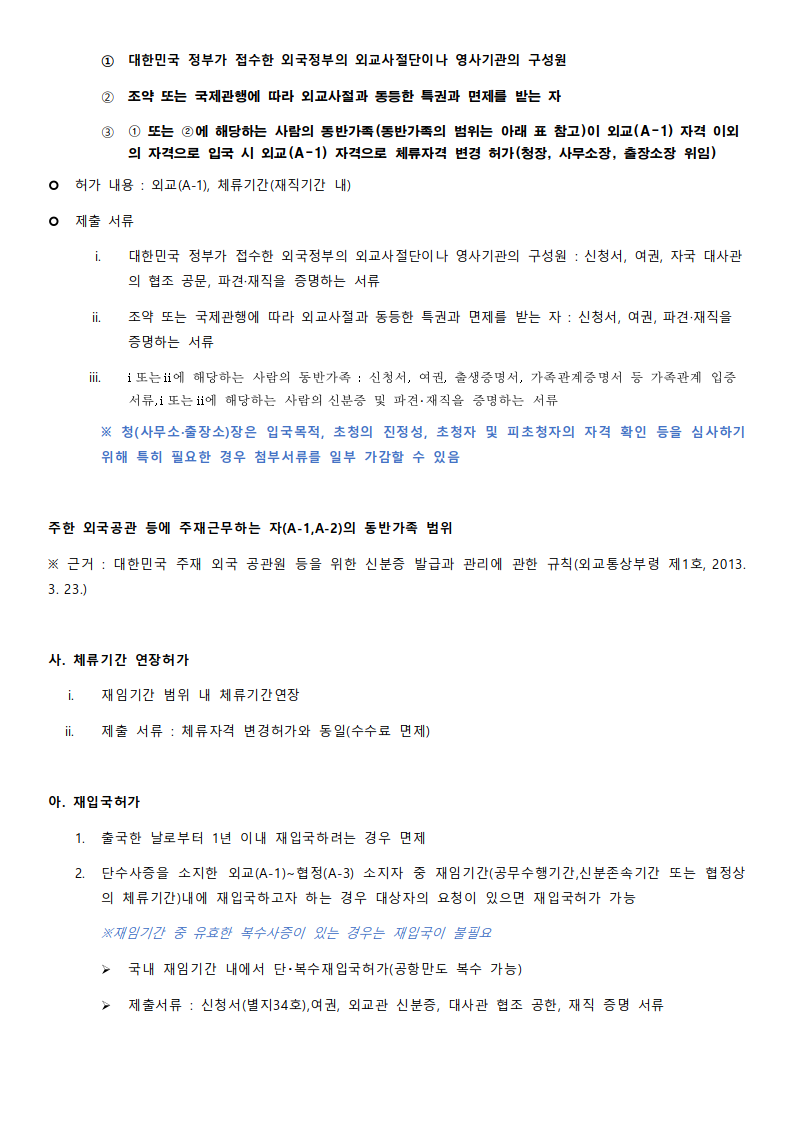 ① 대한민국 정부가 접수한 외국정부의 외교사절단이나 영사기관의 구성원
② 조약 또는 국제관행에 따라 외교사절과 동등한 특권과 면제를 받는 자
③ ① 또는 ②에 해당하는 사람의 동반가족(동반가족의 범위는 아래 표 참고)이 외교(A-1) 자격 이외
의 자격으로 입국 시 외교(A-1) 자격으로 체류자격 변경 허가(청장, 사무소장, 출장소장 위임)
허가 내용 : 외교(A-1), 체류기간(재직기간 내)
제출 서류
i. 대한민국 정부가 접수한 외국정부의 외교사절단이나 영사기관의 구성원 : 신청서, 여권, 자국 대사관
의 협조 공문, 파견·재직을 증명하는 서류
ii. 조약 또는 국제관행에 따라 외교사절과 동등한 특권과 면제를 받는 자 : 신청서, 여권, 파견·재직을
증명하는 서류
iii. i 또는 ii에 해당하는 사람의 동반가족 : 신청서, 여권, 출생증명서, 가족관계증명서 등 가족관계 입증
서류,i 또는 ii에 해당하는 사람의 신분증 및 파견·재직을 증명하는 서류
※ 청(사무소·출장소)장은 입국목적, 초청의 진정성, 초청자 및 피초청자의 자격 확인 등을 심사하기
위해 특히 필요한 경우 첨부서류를 일부 가감할 수 있음
주한 외국공관 등에 주재근무하는 자(A-1,A-2)의 동반가족 범위
※ 근거 : 대한민국 주재 외국 공관원 등을 위한 신분증 발급과 관리에 관한 규칙(외교통상부령 제1호, 2013.
3. 23.)
사. 체류기간 연장허가
i. 재임기간 범위 내 체류기간연장
ii. 제출 서류 : 체류자격 변경허가와 동일(수수료 면제)
아. 재입국허가
1. 출국한 날로부터 1년 이내 재입국하려는 경우 면제
2. 단수사증을 소지한 외교(A-1)~협정(A-3) 소지자 중 재임기간(공무수행기간,신분존속기간 또는 협정상
의 체류기간)내에 재입국하고자 하는 경우 대상자의 요청이 있으면 재입국허가 가능
※재임기간 중 유효한 복수사증이 있는 경우는 재입국이 불필요
➢ 국내 재임기간 내에서 단·복수재입국허가(공항만도 복수 가능)
➢ 제출서류 : 신청서(별지34호),여권, 외교관 신분증, 대사관 협조 공한, 재직 증명 서류